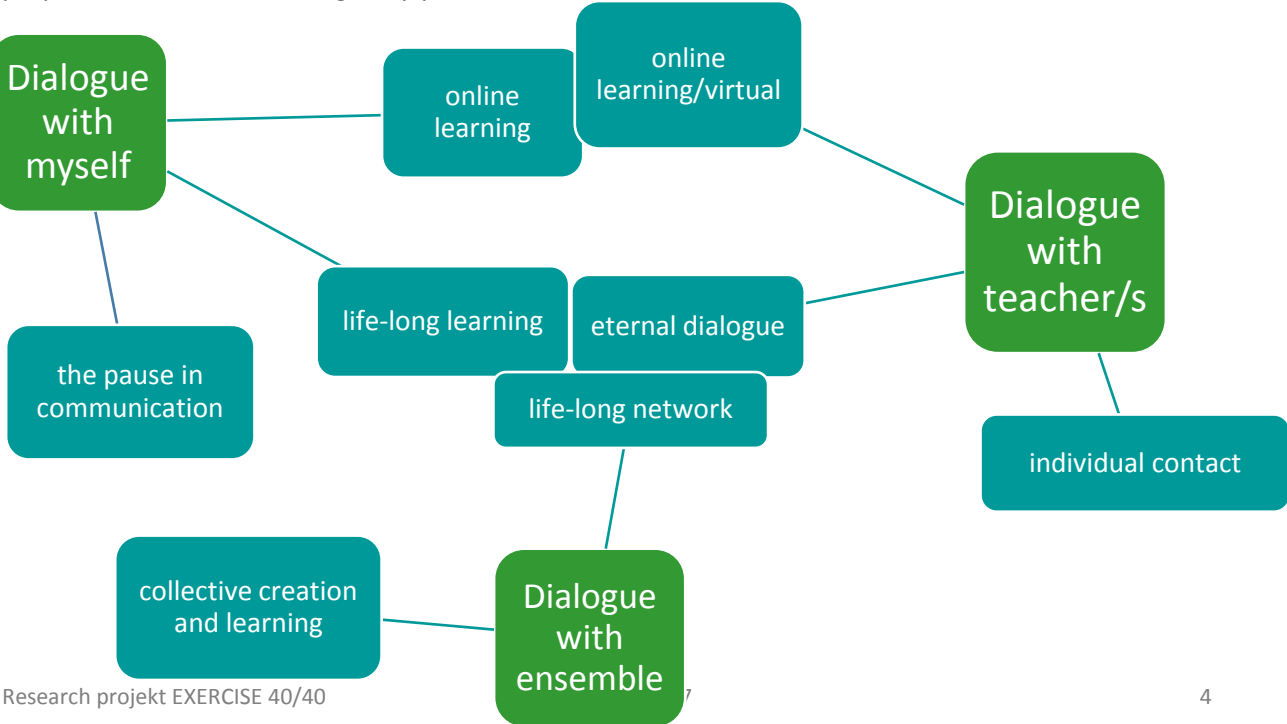 Dialogue
with
myself
online
learning
online
learning/virtual
Dialogue
with
teacher/s
life-long learning
eternal dialogue
life-long network
the pause in
communication
individual contact
collective creation
and learning
Dialogue
with
ensemble
Research projekt EXERCISE 40/40
4